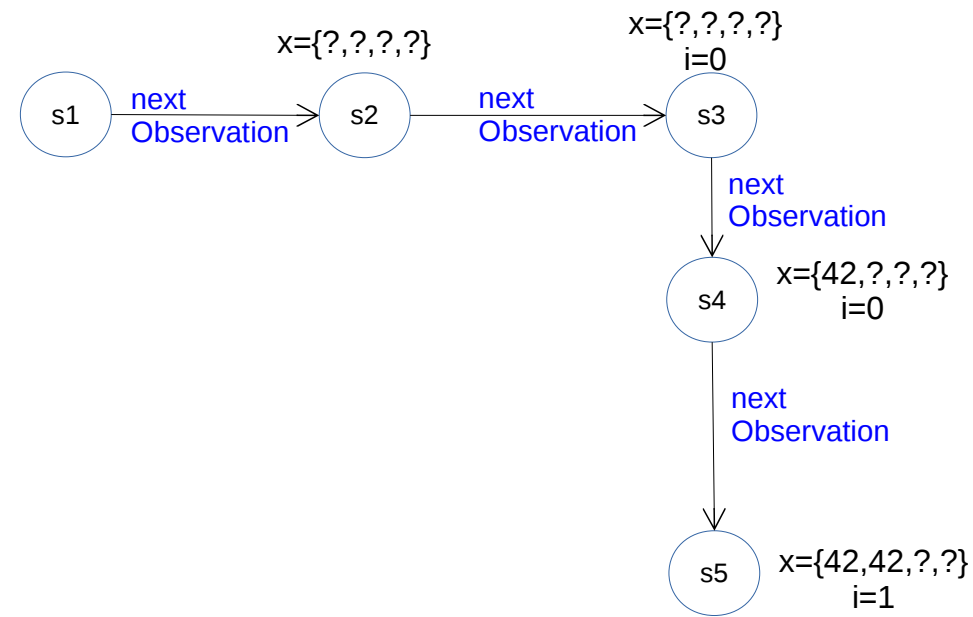 x={?,?,?,?}
x={?,?,?,?}
i=0
s1
next
Observation
s2
next
Observation
s3
next
Observation
s4
x={42,?,?,?}
i=0
next
Observation
s5
x={42,42,?,?}
i=1